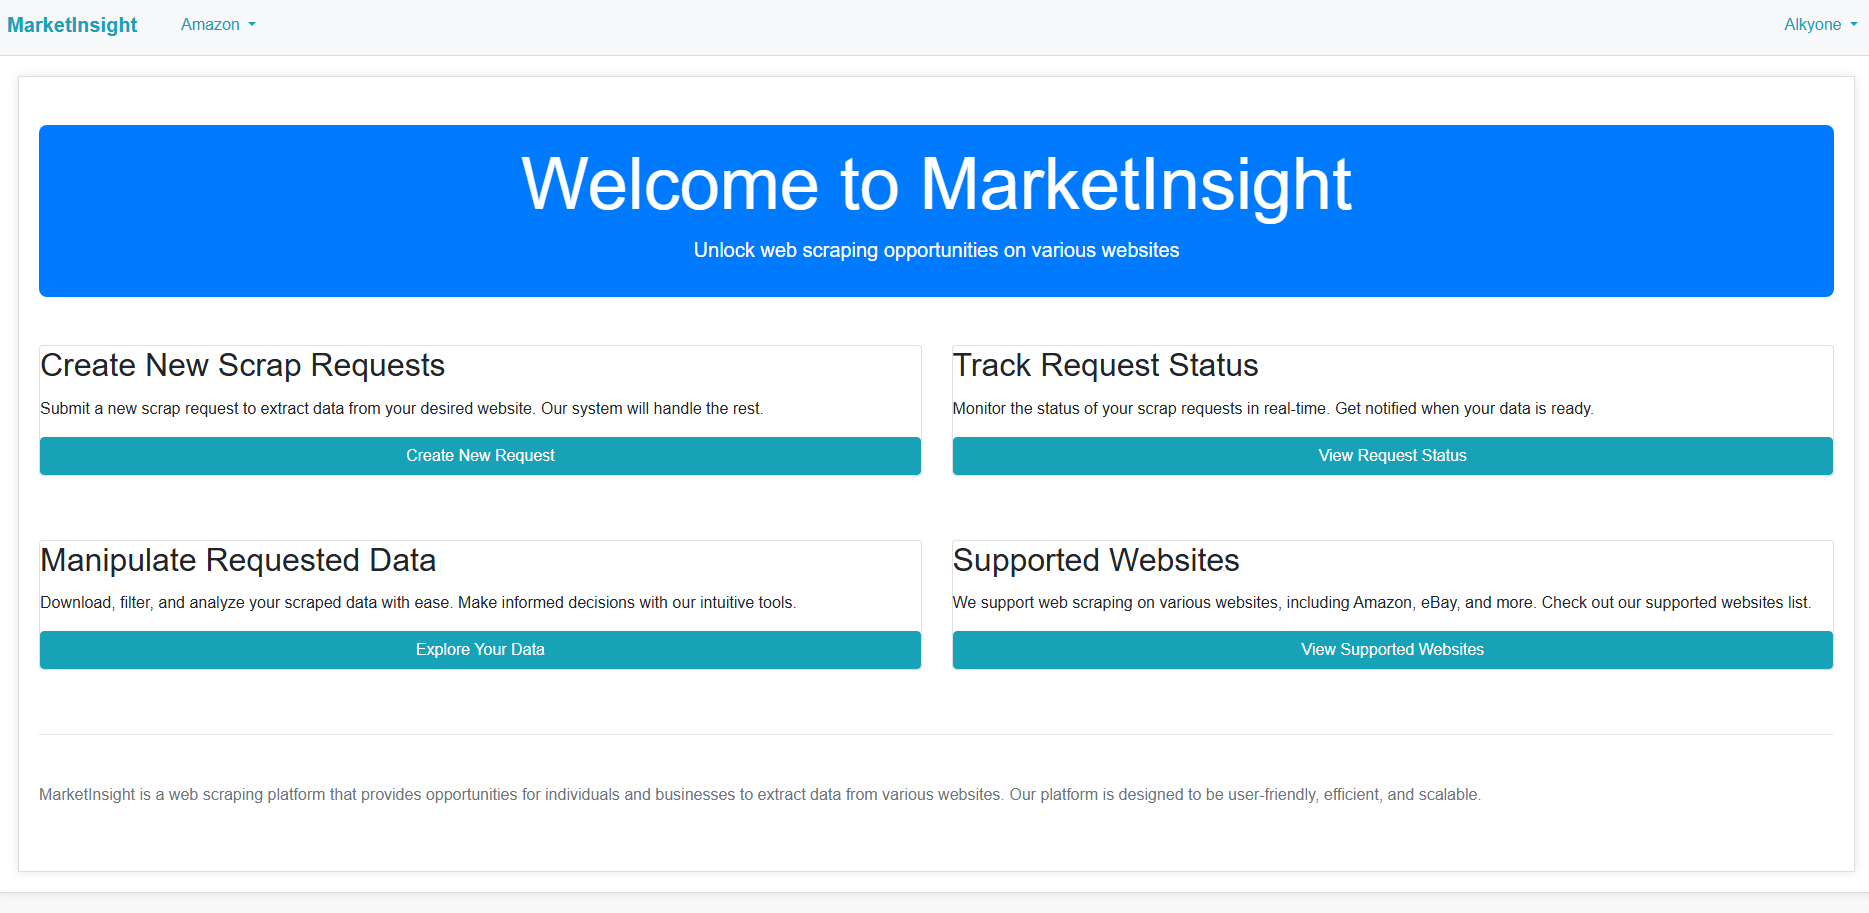 MarketInsight
Amazon
Alkyone
Welcome to MarketInsight
Unlock web scraping opportunities on various websites
Create New Scrap Requests
Submit a new scrap request to extract data from your desired website. Our system will handle the rest.
Create New Request
Track Request Status
Monitor the status of your scrap requests in real-time. Get notified when your data is ready.
View Request Status
Manipulate Requested Data
Download, filter, and analyze your scraped data with ease. Make informed decisions with our intuitive tools.
Explore Your Data
Supported Websites
We support web scraping on various websites, including Amazon, eBay, and more. Check out our supported websites list.
View Supported Websites
MarketInsight is a web scraping platform that provides opportunities for individuals and businesses to extract data from various websites. Our platform is designed to be user-friendly, efficient, and scalable.